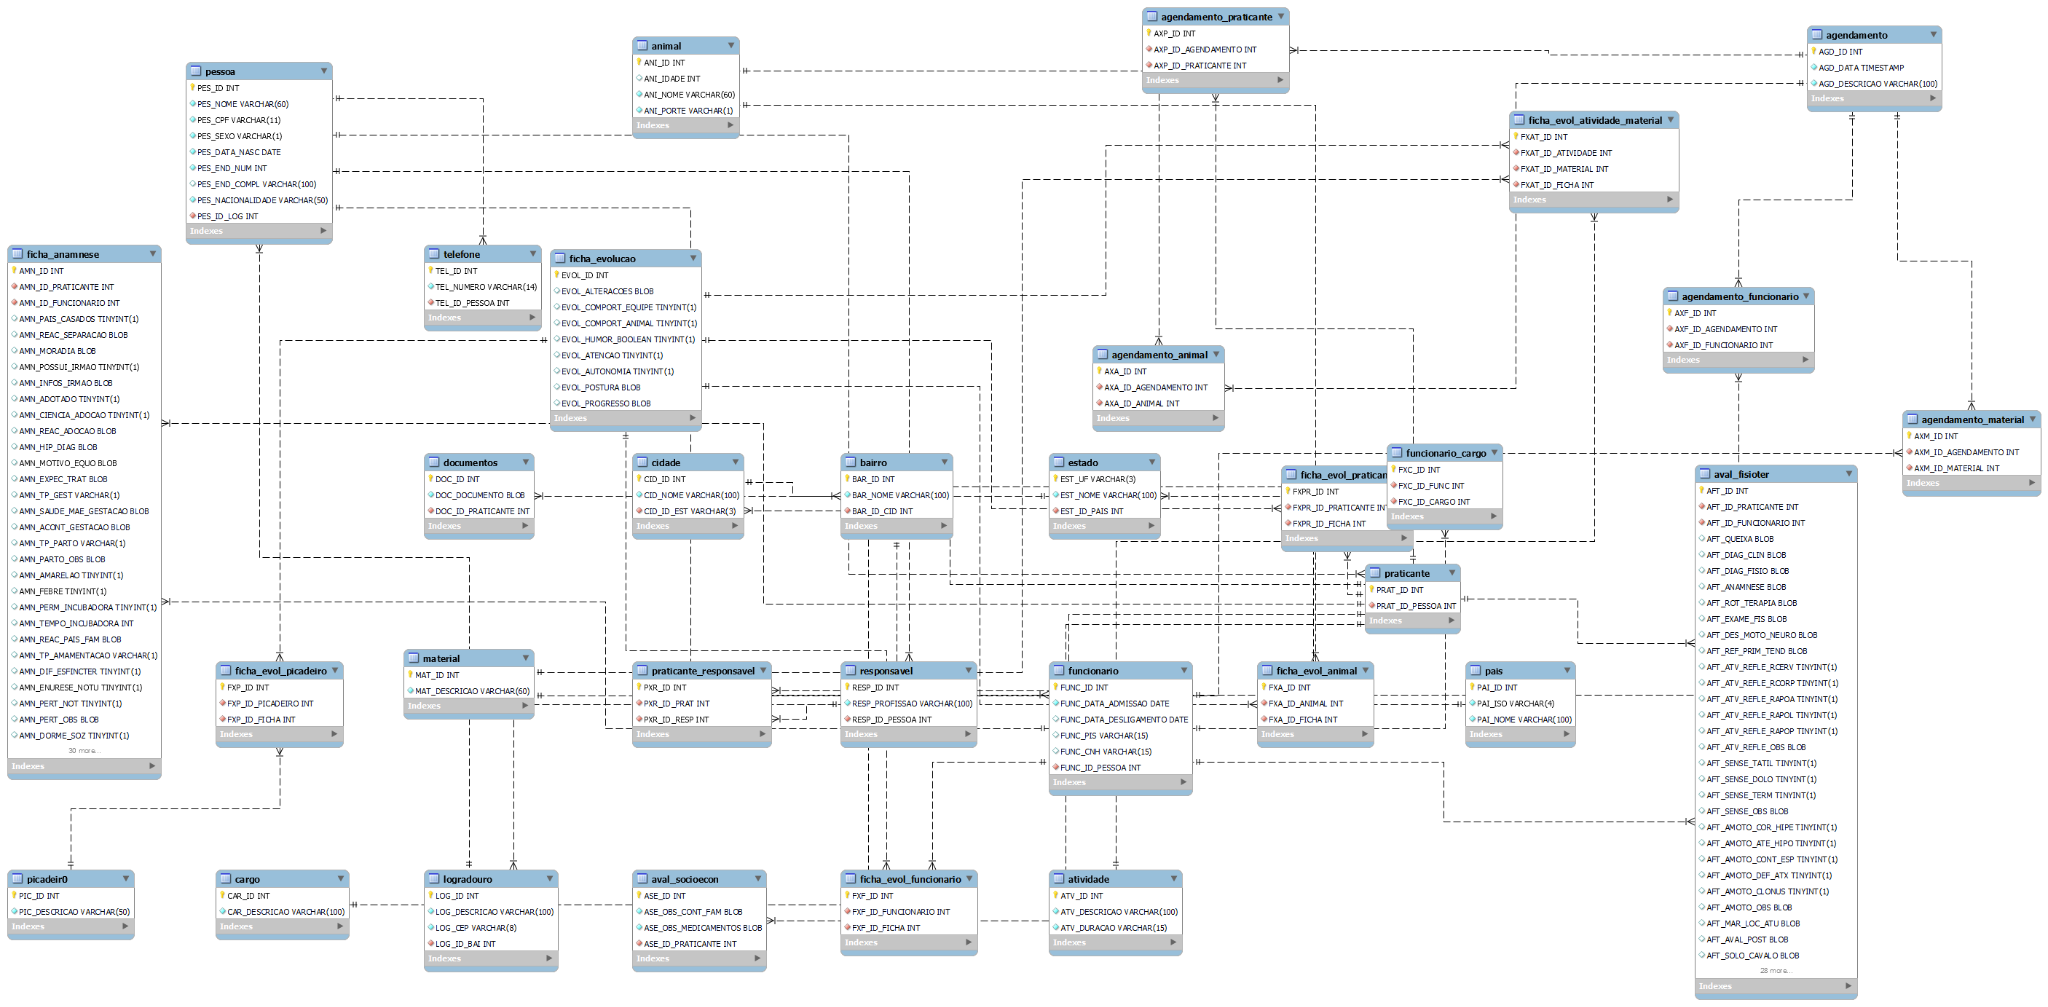 pessoa
PES_ID INT
PES_NOME VARCHAR(60)
PES_CPF VARCHAR(11)
PES_SEXO VARCHAR(1)
PES_DATA_NASC DATE
PES_END_NUM INT
PES_END_COMPL VARCHAR(100)
PES_NACIONALIDADE VARCHAR(50)
PES_ID_LOG INT
Indexes
animal
ANI_ID INT
ANI_IDADE INT
ANI_NOME VARCHAR(60)
ANI_PORTE VARCHAR(1)
Indexes
agendamento_praticante
AXP_ID INT
AXP_ID_AGENDAMENTO INT
AXP_ID_PRATICANTE INT
Indexes
agendamento
AGD_ID INT
AGD_DATA TIMESTAMP
AGD_DESCRICAO VARCHAR(100)
Indexes
ficha_evol_atividade_material
FXAT_ID INT
FXAT_ID_ATIVIDADE INT
FXAT_ID_MATERIAL INT
FXAT_ID_FICHA INT
Indexes
ficha_anamnese
AMN_ID INT
AMN_ID_PRATICANTE INT
AMN_ID_FUNCIONARIO INT
AMN_PAIS_CASADOS TINYINT(1)
AMN_REAC_SEPARACAO BLOB
AMN_MORADIA BLOB
AMN_POSSUI_IRMAO TINYINT(1)
AMN_INFOS_IRMAO BLOB
AMN_ADOTADO TINYINT(1)
AMN_CIENCIA_ADOCAO TINYINT(1)
AMN_REAC_ADOCAO BLOB
AMN_HIP_DIAG BLOB
AMN_MOTIVO_EQUO BLOB
AMN_EXPEC_TRAT BLOB
AMN_TP_GEST VARCHAR(1)
AMN_SAUDE_MAE_GESTACAO BLOB
AMN_ACONT_GESTACAO BLOB
AMN_TP_PARTO VARCHAR(1)
AMN_PARTO_OBS BLOB
AMN_AMARELAO TINYINT(1)
AMN_FEBRE TINYINT(1)
AMN_PERM_INCUBADORA TINYINT(1)
AMN_TEMPO_INCUBADORA INT
AMN_REAC_PAIS_FAM BLOB
AMN_TP_AMAMENTACAO VARCHAR(1)
AMN_DIF_ESFINCTER TINYINT(1)
AMN_ENURESE_NOTU TINYINT(1)
AMN_PERT_NOT TINYINT(1)
AMN_PERT_OBS BLOB
AMN_DORME_SOZ TINYINT(1)
30 more...
Indexes
telefone
TEL_ID INT
TEL_NUMERO VARCHAR(14)
TEL_ID_PESSOA INT
Indexes
ficha_evolucao
EVOL_ID INT
EVOL_ALTERACOES BLOB
EVOL_COMPORT_EQUIPE TINYINT(1)
EVOL_COMPORT_ANIMAL TINYINT(1)
EVOL_HUMOR_BOOLEAN TINYINT(1)
EVOL_ATENCAO TINYINT(1)
EVOL_AUTONOMIA TINYINT(1)
EVOL_POSTURA BLOB
EVOL_PROGRESSO BLOB
Indexes
agendamento_animal
AXA_ID INT
AXA_ID_AGENDAMENTO INT
AXA_ID_ANIMAL INT
Indexes
agendamento_funcionario
AXF_ID INT
AXF_ID_AGENDAMENTO INT
AXF_ID_FUNCIONARIO INT
Indexes
agendamento_material
AXM_ID INT
AXM_ID_AGENDAMENTO INT
AXM_ID_MATERIAL INT
Indexes
documentos
DOC_ID INT
DOC_DOCUMENTO BLOB
DOC_ID_PRATICANTE INT
Indexes
cidade
CID_ID INT
CID_NOME VARCHAR(100)
CID_ID_EST VARCHAR(3)
Indexes
bairro
BAR_ID INT
BAR_NOME VARCHAR(100)
BAR_ID_CID INT
Indexes
estado
EST_UF VARCHAR(3)
EST_NOME VARCHAR(100)
EST_ID_PAIS INT
Indexes
ficha_evol_pratican
FXPR_ID INT
FXPR_ID_PRATICANTE INT
FXPR_ID_FICHA INT
Indexes
funcionario_cargo
FXC_ID INT
FXC_ID_FUNC INT
FXC_ID_CARGO INT
Indexes
praticante
PRAT_ID INT
PRAT_ID_PESSOA INT
Indexes
aval_fisioter
AFT_ID INT
AFT_ID_PRATICANTE INT
AFT_ID_FUNCIONARIO INT
AFT_QUEIXA BLOB
AFT_DIAG_CLIN BLOB
AFT_DIAG_FISIO BLOB
AFT_ANAMNESE BLOB
AFT_ROT_TERAPIA BLOB
AFT_EXAME_FIS BLOB
AFT_DES_MOTO_NEURO BLOB
AFT_REF_PRIM_TEND BLOB
AFT_ATV_REFLE_RCERV TINYINT(1)
AFT_ATV_REFLE_RCORP TINYINT(1)
AFT_ATV_REFLE_RAPOA TINYINT(1)
AFT_ATV_REFLE_RAPOL TINYINT(1)
AFT_ATV_REFLE_RAPOP TINYINT(1)
AFT_ATV_REFLE_OBS BLOB
AFT_SENSE_TATIL TINYINT(1)
AFT_SENSE_DOLO TINYINT(1)
AFT_SENSE_TERM TINYINT(1)
AFT_SENSE_OBS BLOB
AFT_AMOTO_COR_HIPE TINYINT(1)
AFT_AMOTO_ATE_HIPO TINYINT(1)
AFT_AMOTO_CONT_ESP TINYINT(1)
AFT_AMOTO_DEF_ATX TINYINT(1)
AFT_AMOTO_CLONUS TINYINT(1)
AFT_AMOTO_OBS BLOB
AFT_MAR_LOC_ATU BLOB
AFT_AVAL_POST BLOB
AFT_SOLO_CAVALO BLOB
28 more...
Indexes
ficha_evol_picadeiro
FXP_ID INT
FXP_ID_PICADEIRO INT
FXP_ID_FICHA INT
Indexes
material
MAT_ID INT
MAT_DESCRICAO VARCHAR(60)
Indexes
praticante_responsavel
PXR_ID INT
PXR_ID_PRAT INT
PXR_ID_RESP INT
Indexes
responsavel
RESP_ID INT
RESP_PROFISSAO VARCHAR(100)
RESP_ID_PESSOA INT
Indexes
funcionario
FUNC_ID INT
FUNC_DATA_ADMISSAO DATE
FUNC_DATA_DESLIGAMENTO DATE
FUNC_PIS VARCHAR(15)
FUNC_CNH VARCHAR(15)
FUNC_ID_PESSOA INT
Indexes
ficha_evol_animal
FXA_ID INT
FXA_ID_ANIMAL INT
FXA_ID_FICHA INT
Indexes
pais
PAI_ID INT
PAI_ISO VARCHAR(4)
PAI_NOME VARCHAR(100)
Indexes
picadeir0
PIC_ID INT
PIC_DESCRICAO VARCHAR(50)
Indexes
cargo
CAR_ID INT
CAR_DESCRICAO VARCHAR(100)
Indexes
logradouro
LOG_ID INT
LOG_DESCRICAO VARCHAR(100)
LOG_CEP VARCHAR(8)
LOG_ID_BAI INT
Indexes
aval_socioecon
ASE_ID INT
ASE_OBS_CONT_FAM BLOB
ASE_OBS_MEDICAMENTOS BLOB
ASE_ID_PRATICANTE INT
Indexes
ficha_evol_funcionario
FXF_ID INT
FXF_ID_FUNCIONARIO INT
FXF_ID_FICHA INT
Indexes
atividade
ATV_ID INT
ATV_DESCRICAO VARCHAR(100)
ATV_DURACAO VARCHAR(15)
Indexes